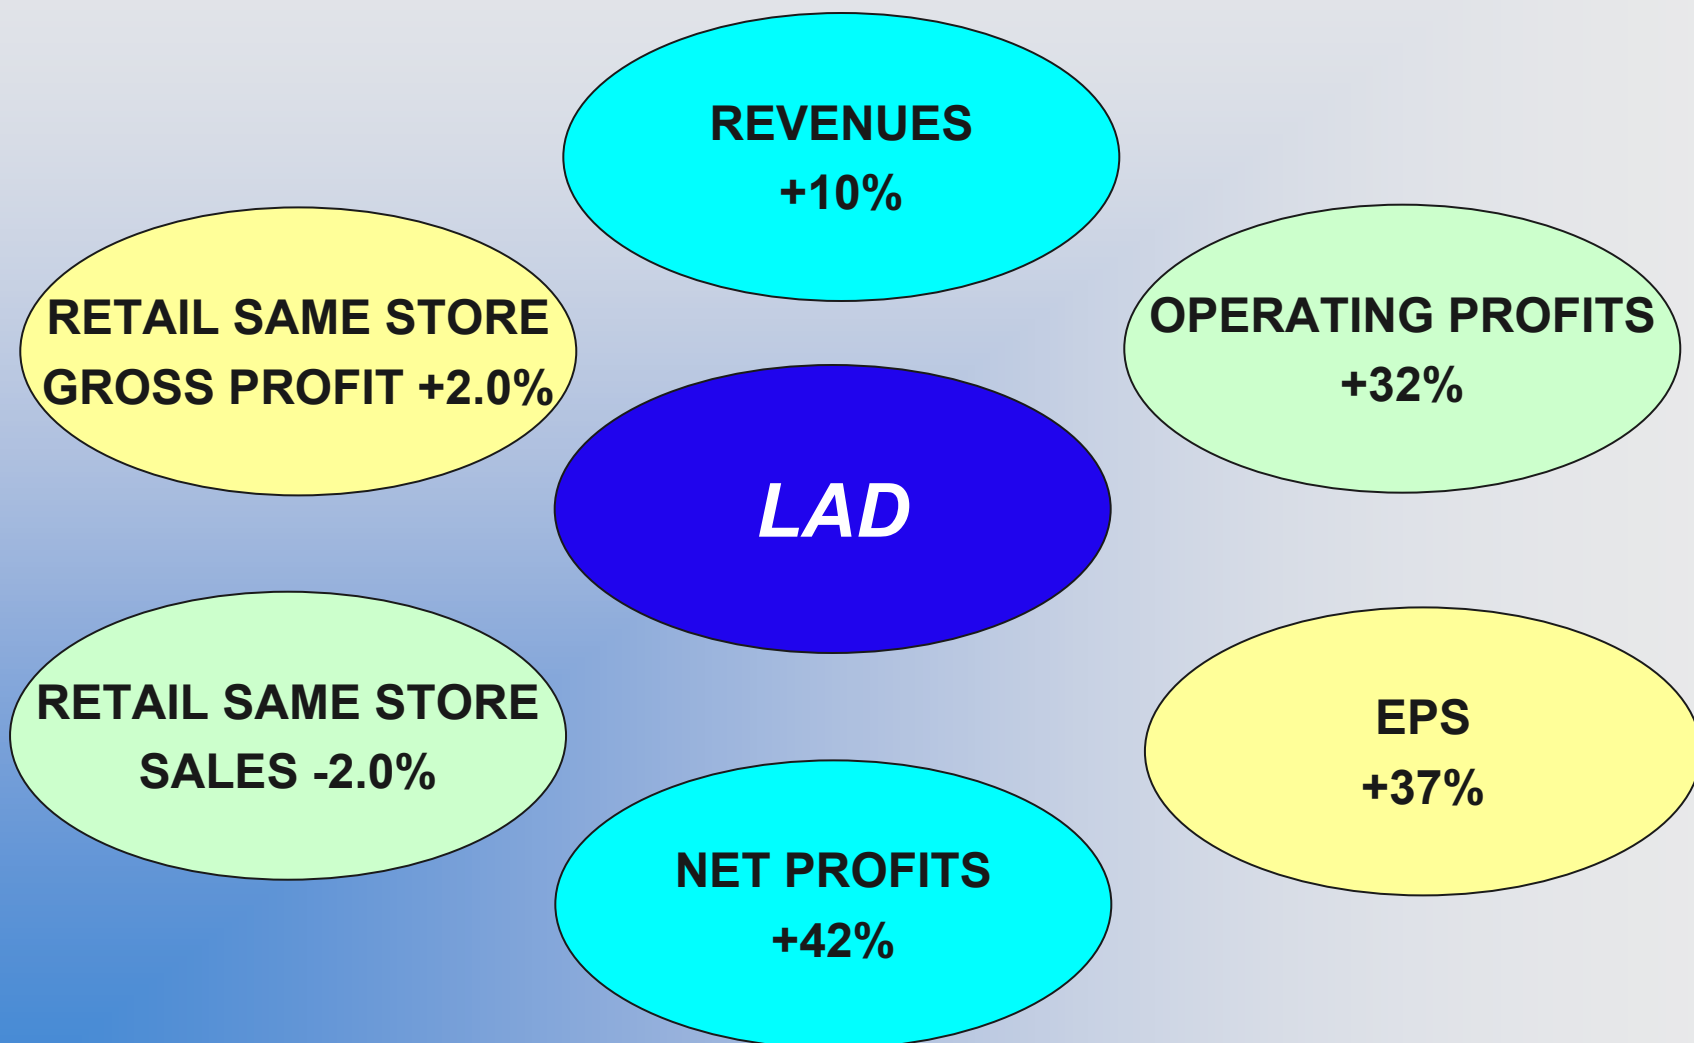 REVENUES
+10%
RETAIL SAME STORE
GROSS PROFIT +2.0%
OPERATING PROFITS
+32%
LAD
RETAIL SAME STORE
SALES -2.0%
EPS
+37%
NET PROFITS
+42%